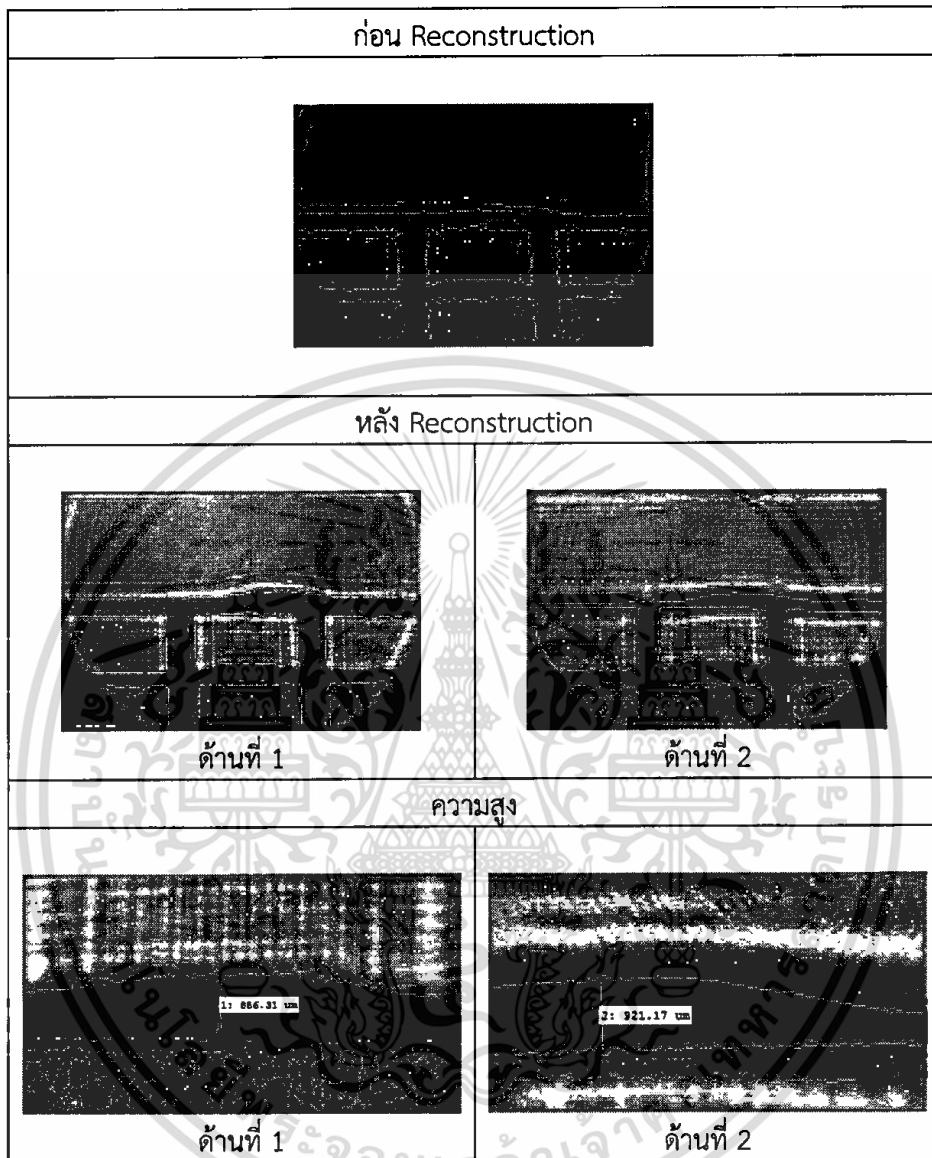 ก่อน Reconstruction
หลัง Reconstruction
ด้านที่ 1
ด้านที่ 2
ความสูง
1: 886.31 um
2: 921.17 um
ด้านที่ 1
ด้านที่ 2